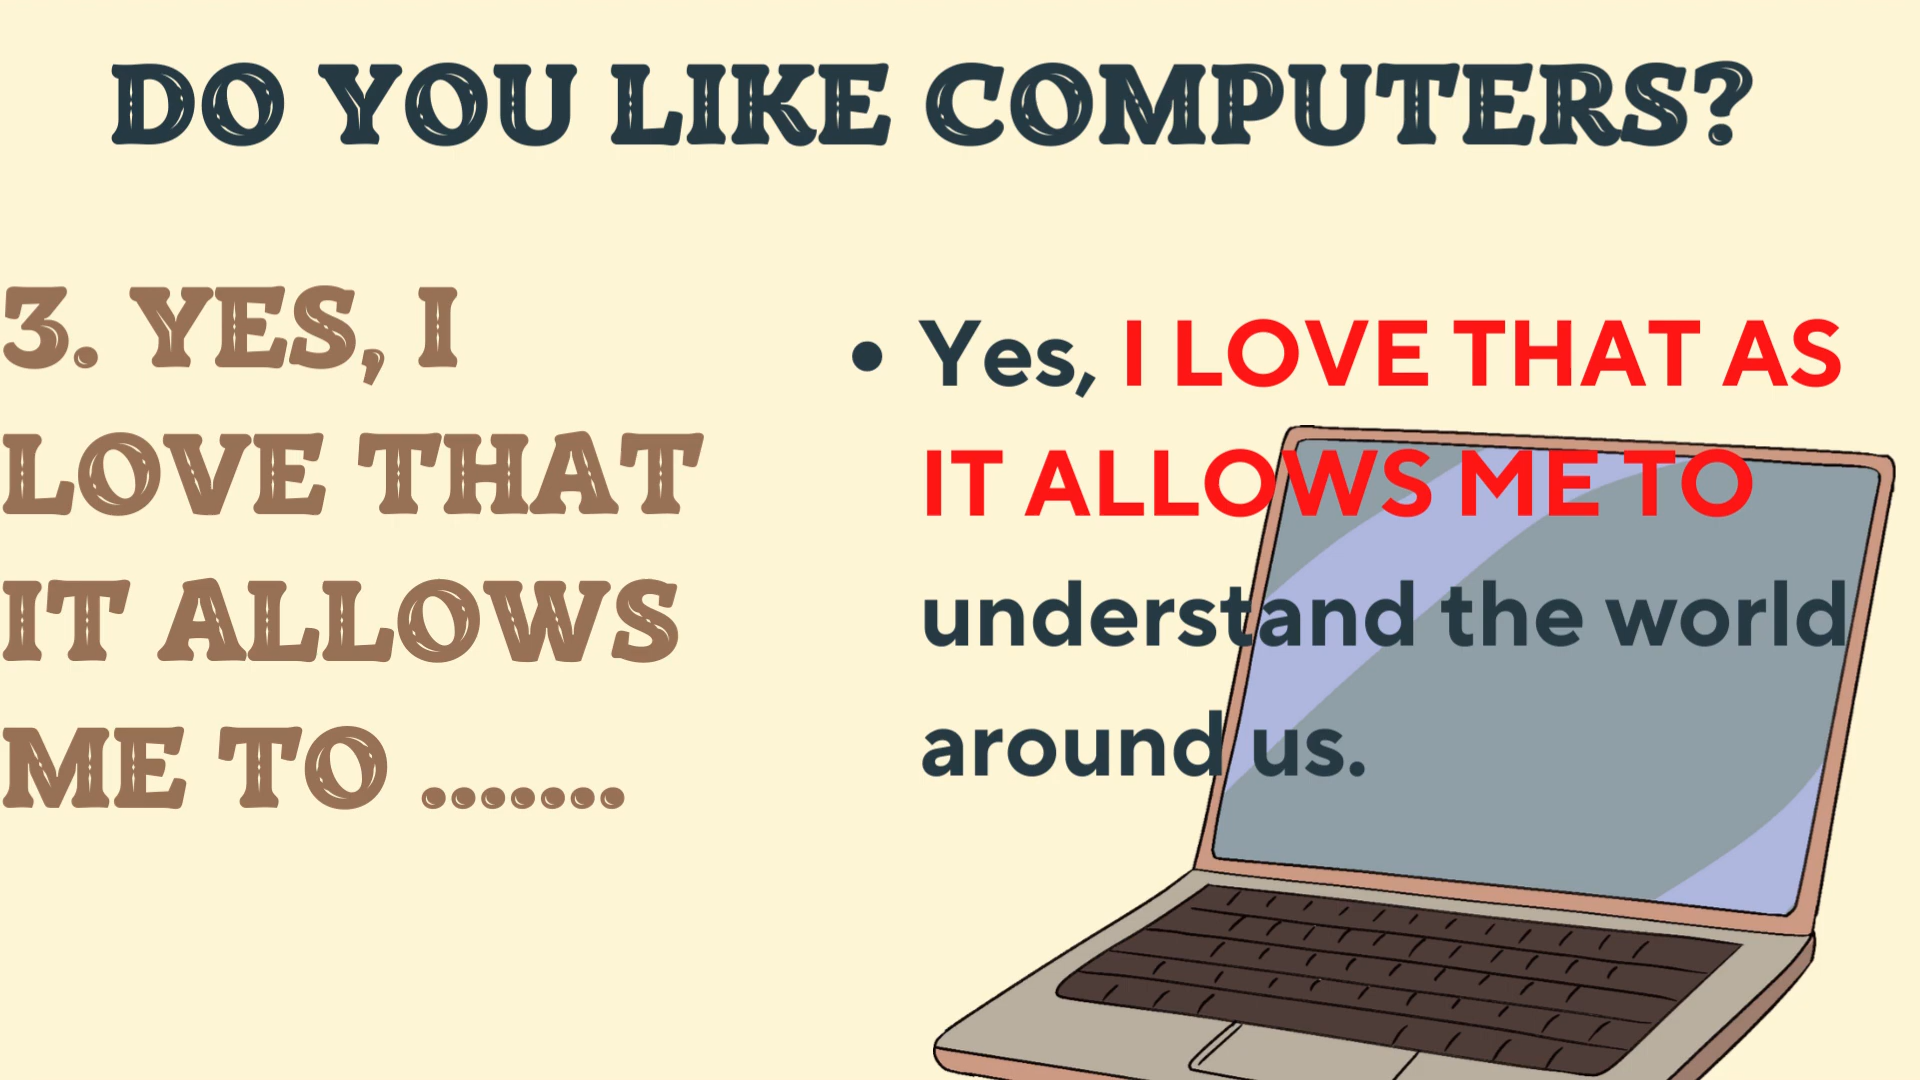 DO YOU LIKE COMPUTERS?
3. YES, I
LOVE THAT
IT ALLOWS
ME TO .......
• Yes, I LOVE THAT AS
IT ALLOWS ME TO
understand the world
around us.